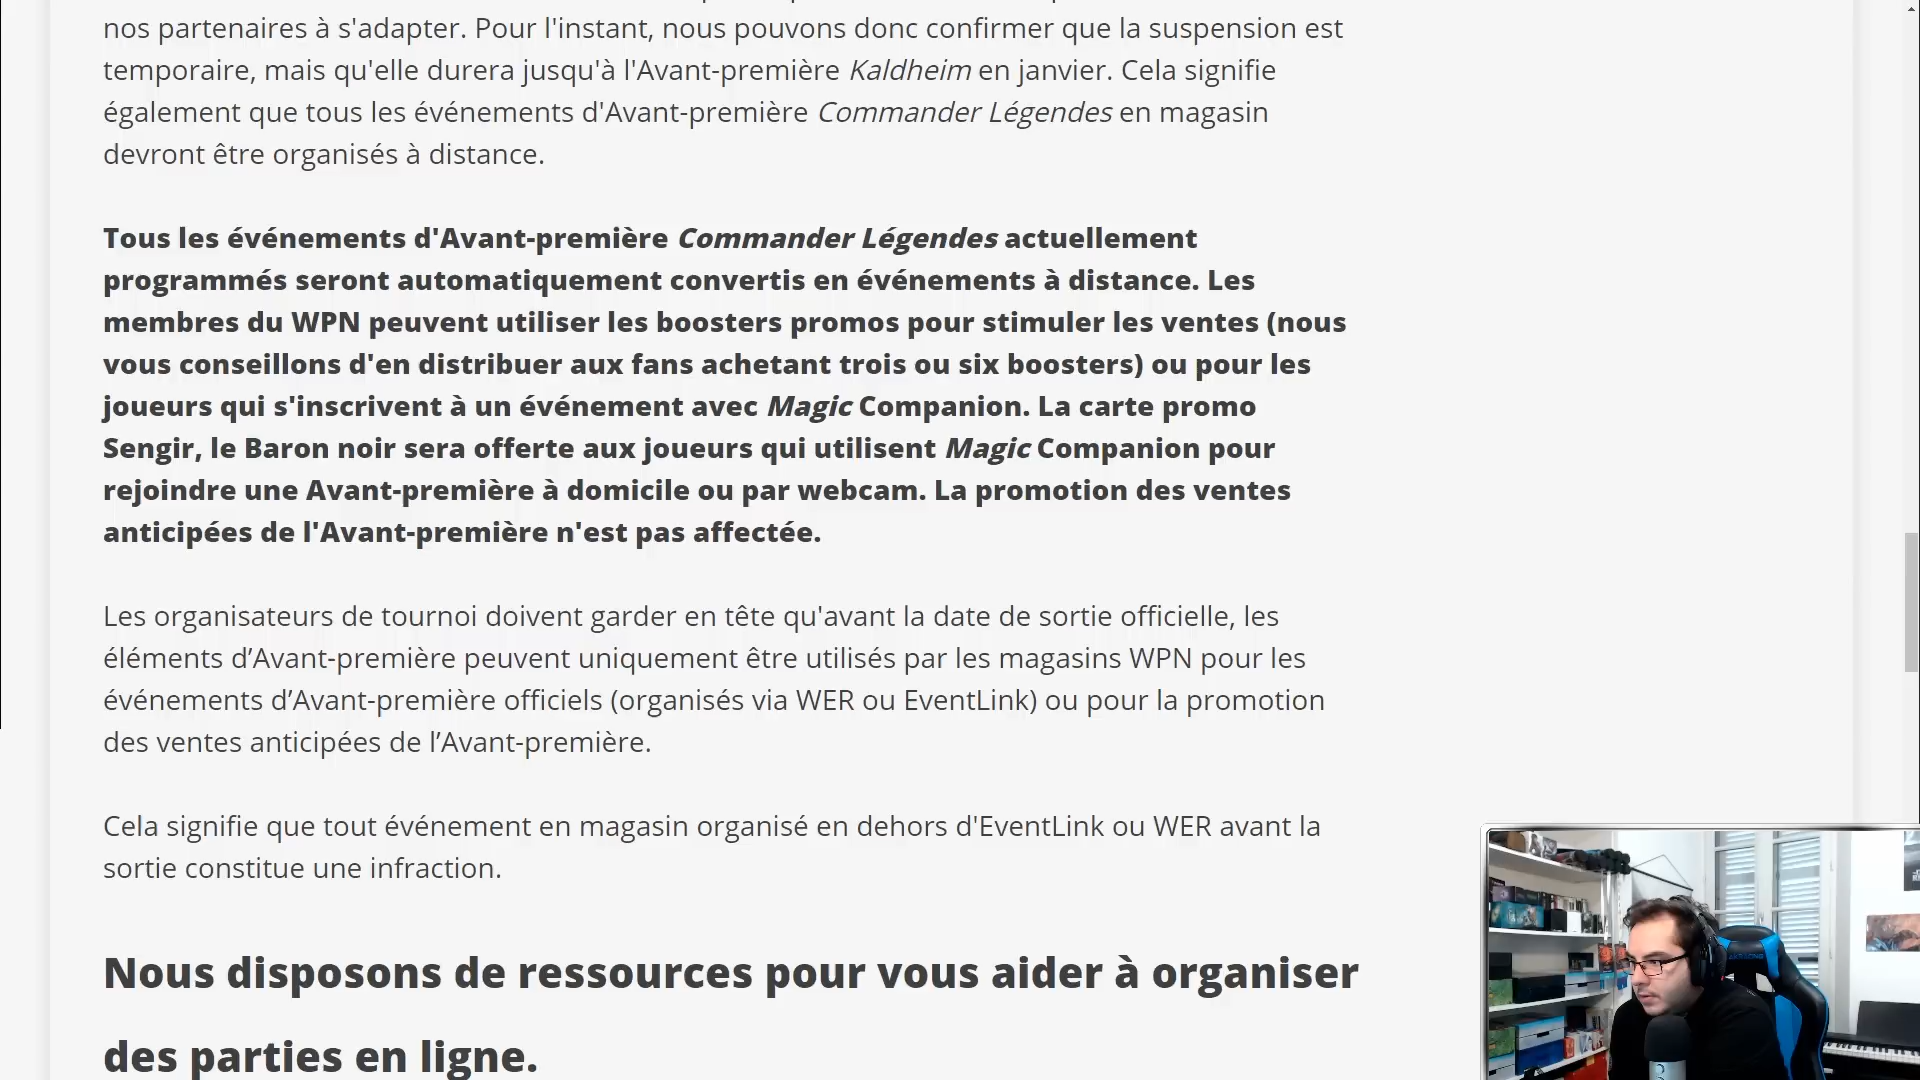 nos partenaires à s'adapter. Pour l'instant, nous pouvons donc confirmer que la suspension est
temporaire, mais qu'elle durera jusqu'à l'Avant-première Kaldheim en janvier. Cela signifie
également que tous les événements d'Avant-première Commander Légendes en magasin
devront être organisés à distance.
Tous les événements d'Avant-première Commander Légendes actuellement
programmés seront automatiquement convertis en événements à distance. Les
membres du WPN peuvent utiliser les boosters promos pour stimuler les ventes (nous
vous conseillons d'en distribuer aux fans achetant trois ou six boosters) ou pour les
joueurs qui s'inscrivent à un événement avec Magic Companion. La carte promo
Sengir, le Baron noir sera offerte aux joueurs qui utilisent Magic Companion pour
rejoindre une Avant-première à domicile ou par webcam. La promotion des ventes
anticipées de l'Avant-première n'est pas affectée.
Les organisateurs de tournoi doivent garder en tête qu'avant la date de sortie officielle, les
éléments d’Avant-première peuvent uniquement être utilisés par les magasins WPN pour les
événements d’Avant-première officiels (organisés via WER ou EventLink) ou pour la promotion
des ventes anticipées de l’Avant-première.
Cela signifie que tout événement en magasin organisé en dehors d'EventLink ou WER avant la
sortie constitue une infraction.
Nous disposons de ressources pour vous aider à organiser
des parties en ligne.